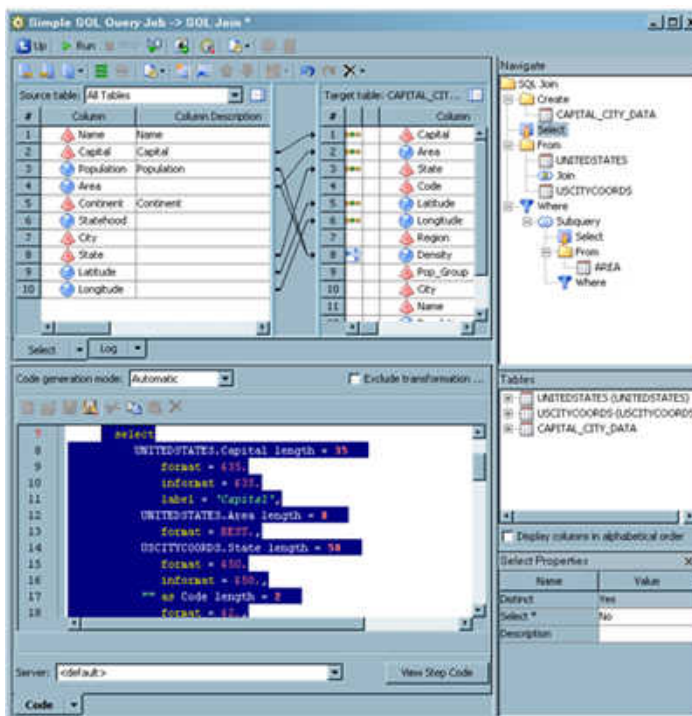 Simple SQL Query Job -> SQL Join *
Up Run
Source table: All Tables
# Column Column Description
1 Name Name
2 Capital Capital
3 Population Population
4 Area
5 Continent Continent
6 Statehood
7 City
8 State
9 Latitude
10 Longitude
Target table: CAPITAL_CIT...
# Column
1 Capital
2 Area
3 State
4 Code
5 Latitude
6 Longitude
7 Region
8 Density
9 Pop_Group
10 City
11 Name
Select Log
Code generation mode: Automatic Exclude transformation ...
select
8 UNITEDSTATES.Capital length = 35
9 format = $35.
10 informat = $35.
11 label = "Capital",
12 UNITEDSTATES.Area length = 8
13 format = BEST.,
14 USCITYCOORDS.State length = 50
15 format = $50.
16 informat = $50.,
17 "" as Code length = 2
18 format = $2.,
Server: <default> View Step Code
Code
Navigate
SQL Join
Create
CAPITAL_CITY_DATA
Select
From
UNITEDSTATES
Join
USCITYCOORDS
Where
Subquery
Select
From
AREA
Where
Tables
UNITEDSTATES (UNITEDSTATES)
USCITYCOORDS (USCITYCOORDS
CAPITAL_CITY_DATA
Display columns in alphabetical order
Select Properties
Name Value
Distinct Yes
Select * No
Description